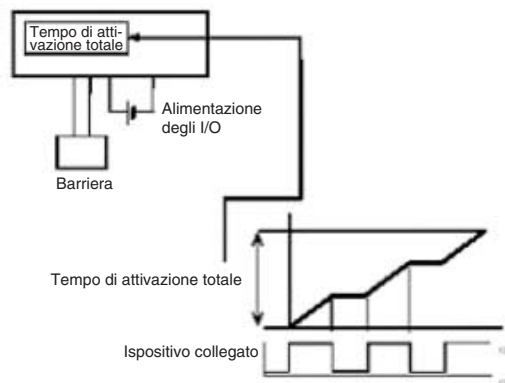 Tempo di atti-
vazione totale
Alimentazione
degli I/O
Barriera
Tempo di attivazione totale
Ispositivo collegato